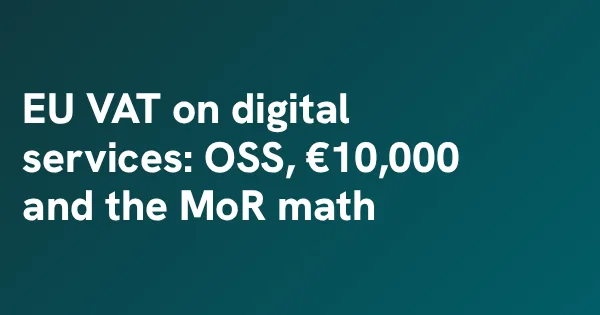 EU VAT on digital
services: OSS, €10,000
and the MoR math